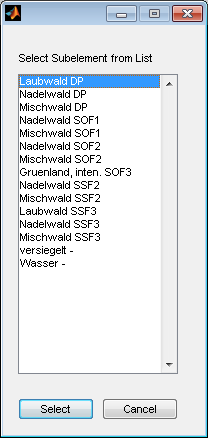 Select Subelement from List
Laubwald DP
Nadelwald DP
Mischwald DP
Nadelwald SOF1
Mischwald SOF1
Nadelwald SOF2
Mischwald SOF2
Gruenland, inten. SOF3
Nadelwald SSF2
Mischwald SSF2
Laubwald SSF3
Nadelwald SSF3
Mischwald SSF3
versiegelt -
Wasser -
Select Cancel